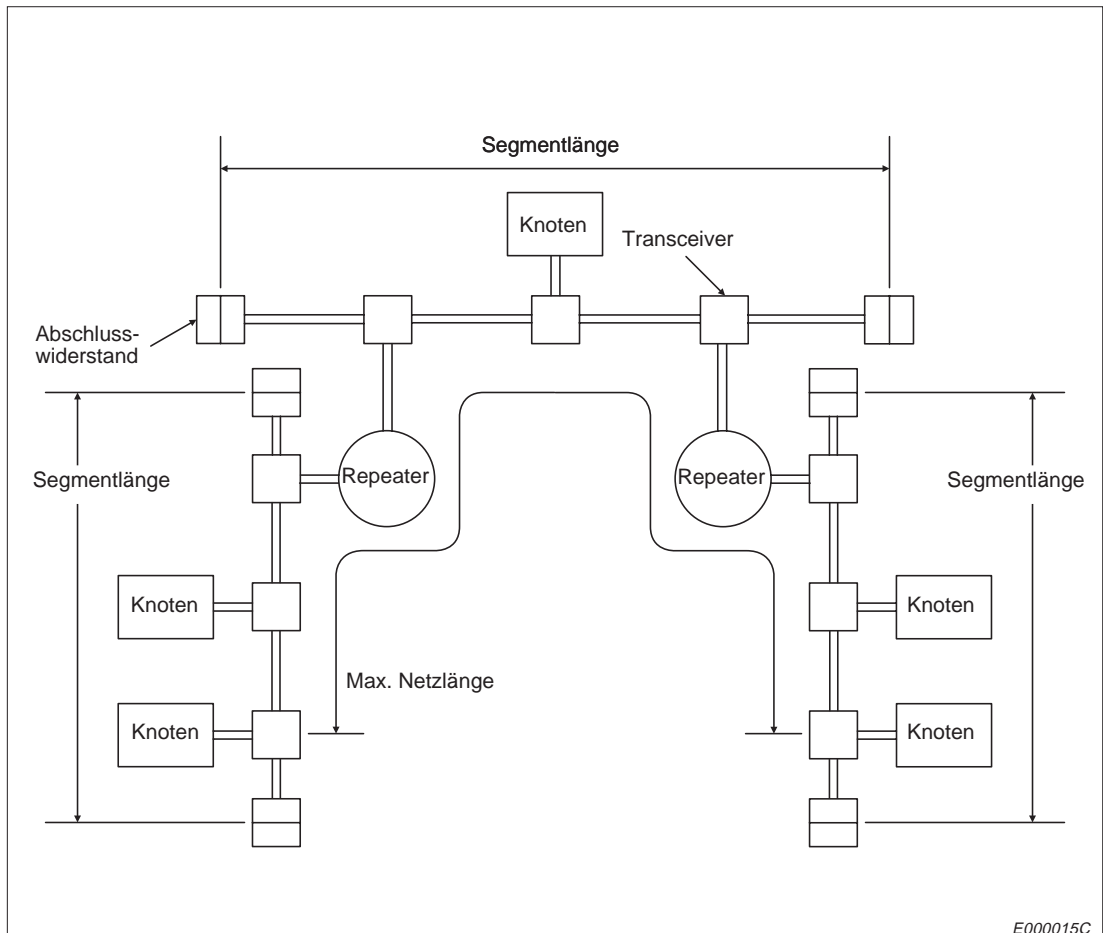 Segmentlänge
Knoten
Transceiver
Abschluss-
widerstand
Segmentlänge
Repeater
Repeater
Segmentlänge
Knoten
Knoten
Max. Netzlänge
Knoten
Knoten
E000015C